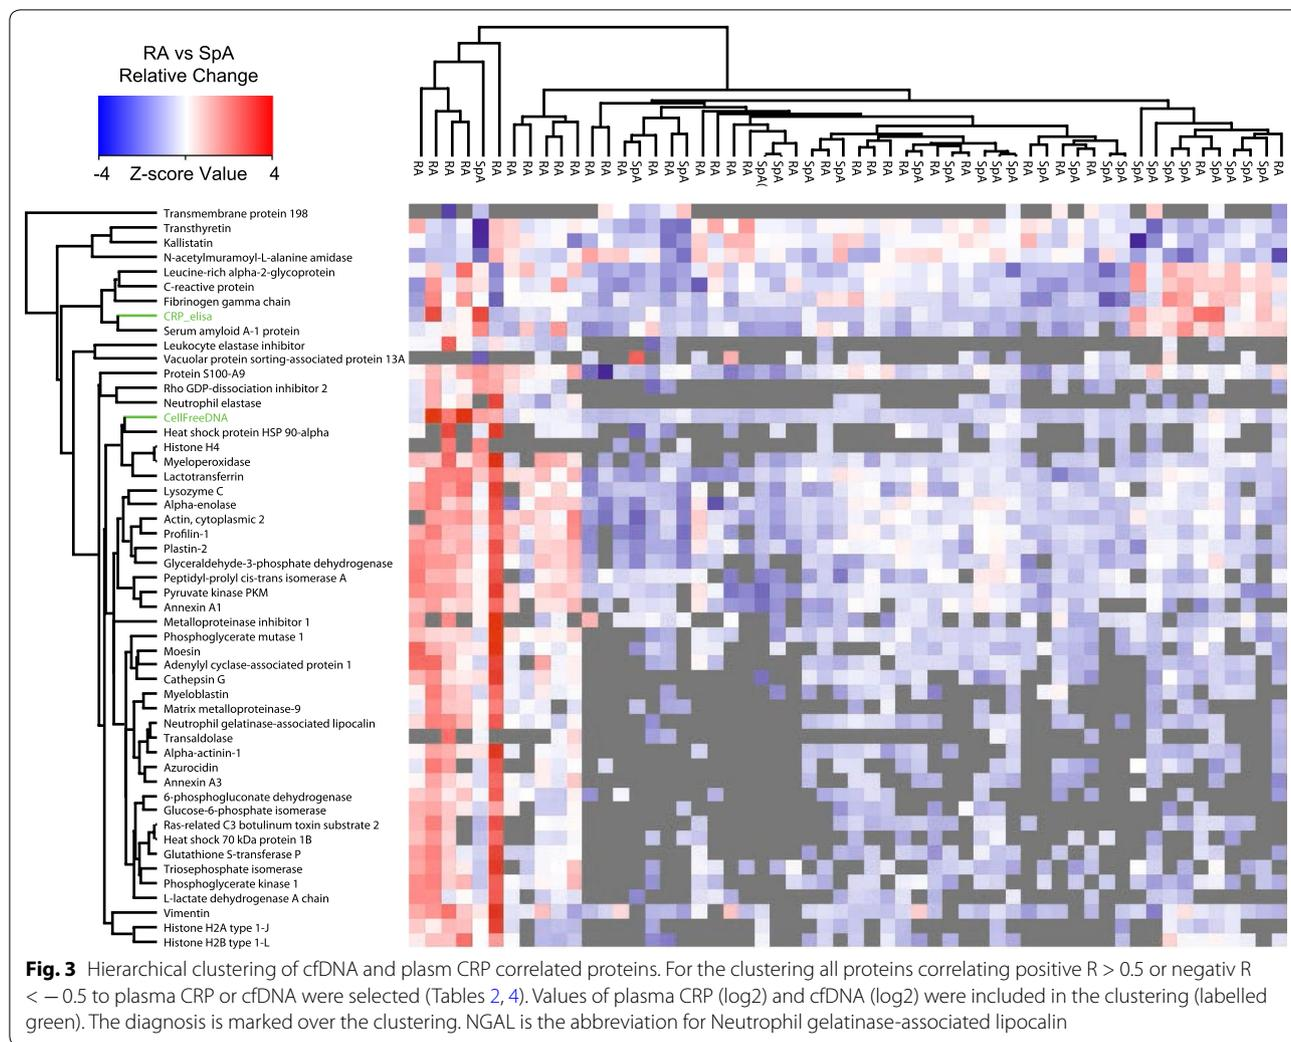 RA vs SpA
Relative Change
-4 Z-score Value 4
RA RA RA RA SpA RA RA RA RA RA RA RA RA RA SpA RA RA SpA RA RA RA RA SpA( SpA RA SpA SpA SpA RA RA RA RA SpA RA RA SpA RA SpA SpA RA SpA SpA RA SpA RA SpA SpA SpA SpA RA RA SpA SpA SpA SpA RA
Transmembrane protein 198
Transthyretin
Kallistatin
N-acetylmuramoyl-L-alanine amidase
Leucine-rich alpha-2-glycoprotein
C-reactive protein
Fibrinogen gamma chain
CRP_elisa
Serum amyloid A-1 protein
Leukocyte elastase inhibitor
Vacuolar protein sorting-associated protein 13A
Protein S100-A9
Rho GDP-dissociation inhibitor 2
Neutrophil elastase
CellFreeDNA
Heat shock protein HSP 90-alpha
Histone H4
Myeloperoxidase
Lactotransferrin
Lysozyme C
Alpha-enolase
Actin, cytoplasmic 2
Profilin-1
Plastin-2
Glyceraldehyde-3-phosphate dehydrogenase
Peptidyl-prolyl cis-trans isomerase A
Pyruvate kinase PKM
Annexin A1
Metalloproteinase inhibitor 1
Phosphoglycerate mutase 1
Moesin
Adenylyl cyclase-associated protein 1
Cathepsin G
Myeloblastin
Matrix metalloproteinase-9
Neutrophil gelatinase-associated lipocalin
Transaldolase
Alpha-actinin-1
Azurocidin
Annexin A3
6-phosphogluconate dehydrogenase
Glucose-6-phosphate isomerase
Ras-related C3 botulinum toxin substrate 2
Heat shock 70 kDa protein 1B
Glutathione S-transferase P
Triosephosphate isomerase
Phosphoglycerate kinase 1
L-lactate dehydrogenase A chain
Vimentin
Histone H2A type 1-J
Histone H2B type 1-L
Fig. 3 Hierarchical clustering of cfDNA and plasm CRP correlated proteins. For the clustering all proteins correlating positive R > 0.5 or negativ R
< − 0.5 to plasma CRP or cfDNA were selected (Tables 2, 4). Values of plasma CRP (log2) and cfDNA (log2) were included in the clustering (labelled
green). The diagnosis is marked over the clustering. NGAL is the abbreviation for Neutrophil gelatinase-associated lipocalin